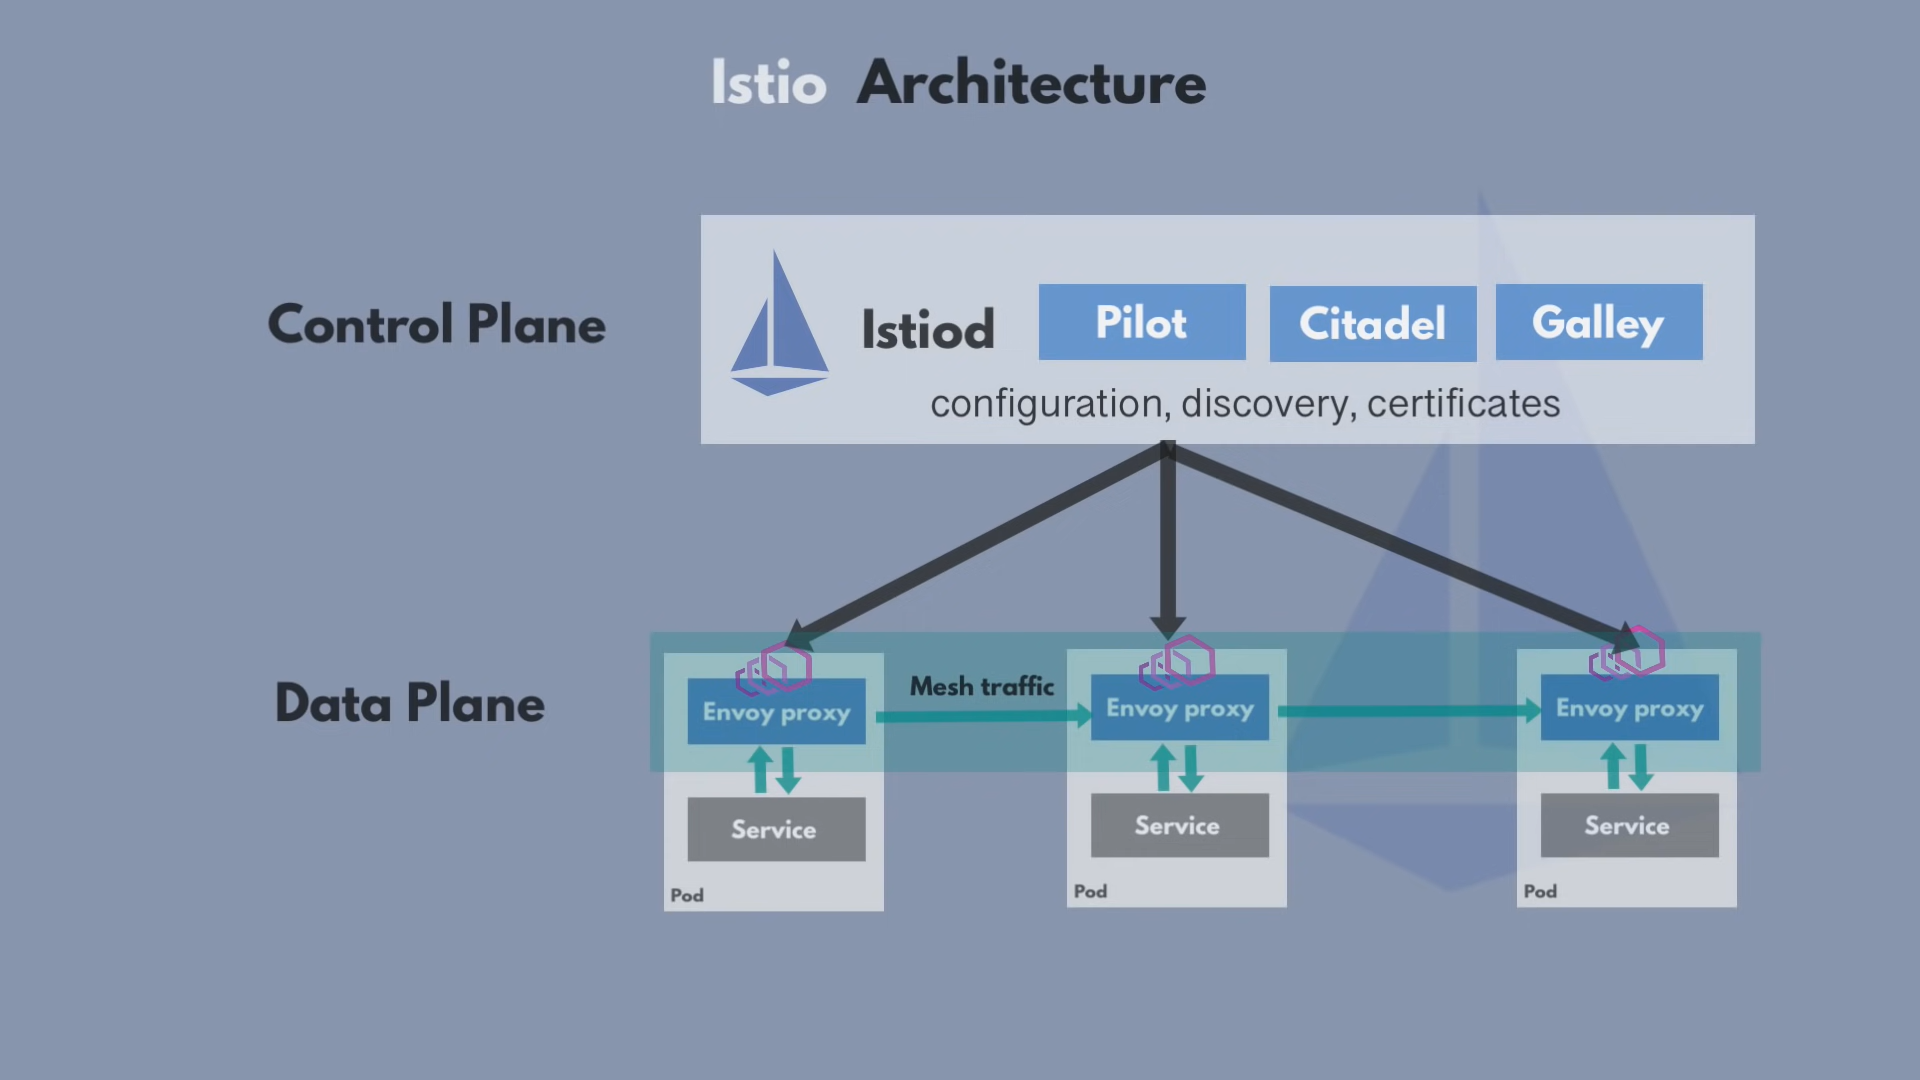 Istio Architecture
Control Plane
Istiod
Pilot
Citadel
Galley
configuration, discovery, certificates
Data Plane
Mesh traffic
Envoy proxy
Envoy proxy
Envoy proxy
Service
Service
Service
Pod
Pod
Pod